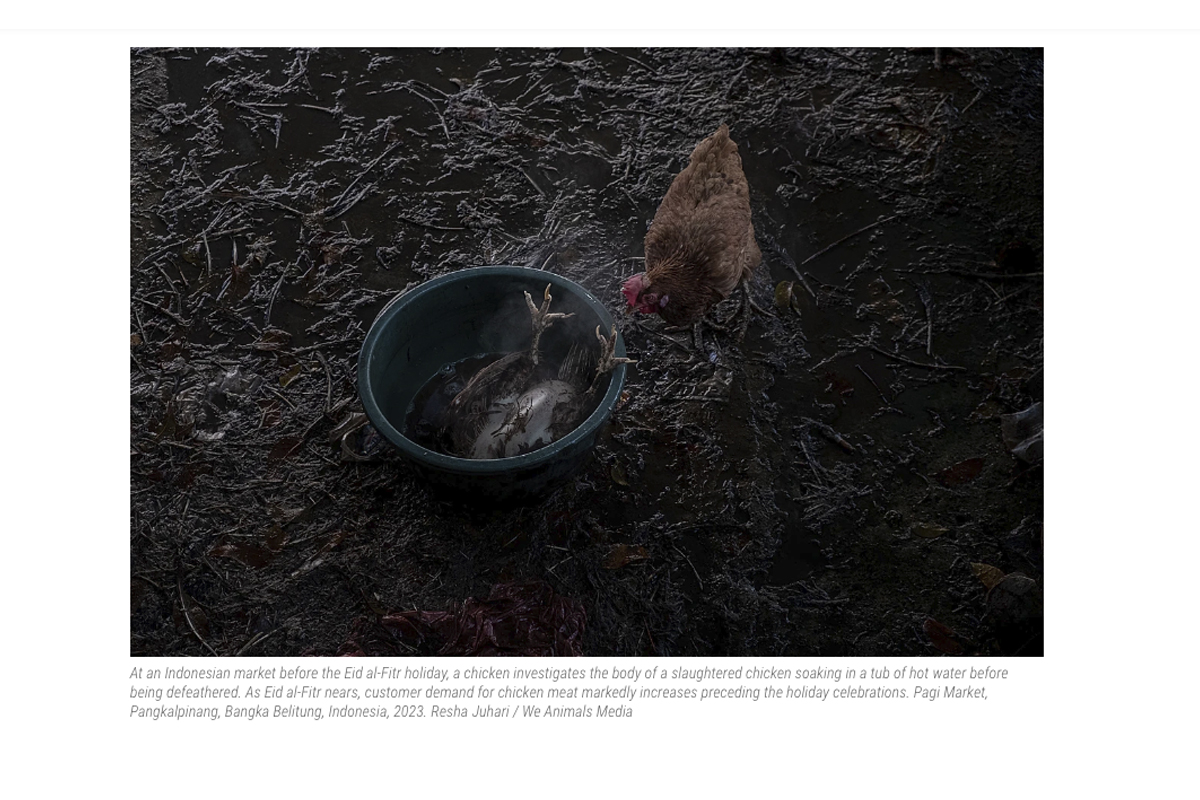 At an Indonesian market before the Eid al-Fitr holiday, a chicken investigates the body of a slaughtered chicken soaking in a tub of hot water before
being defeathered. As Eid al-Fitr nears, customer demand for chicken meat markedly increases preceding the holiday celebrations. Pagi Market,
Pangkalpinang, Bangka Belitung, Indonesia, 2023. Resha Juhari / We Animals Media